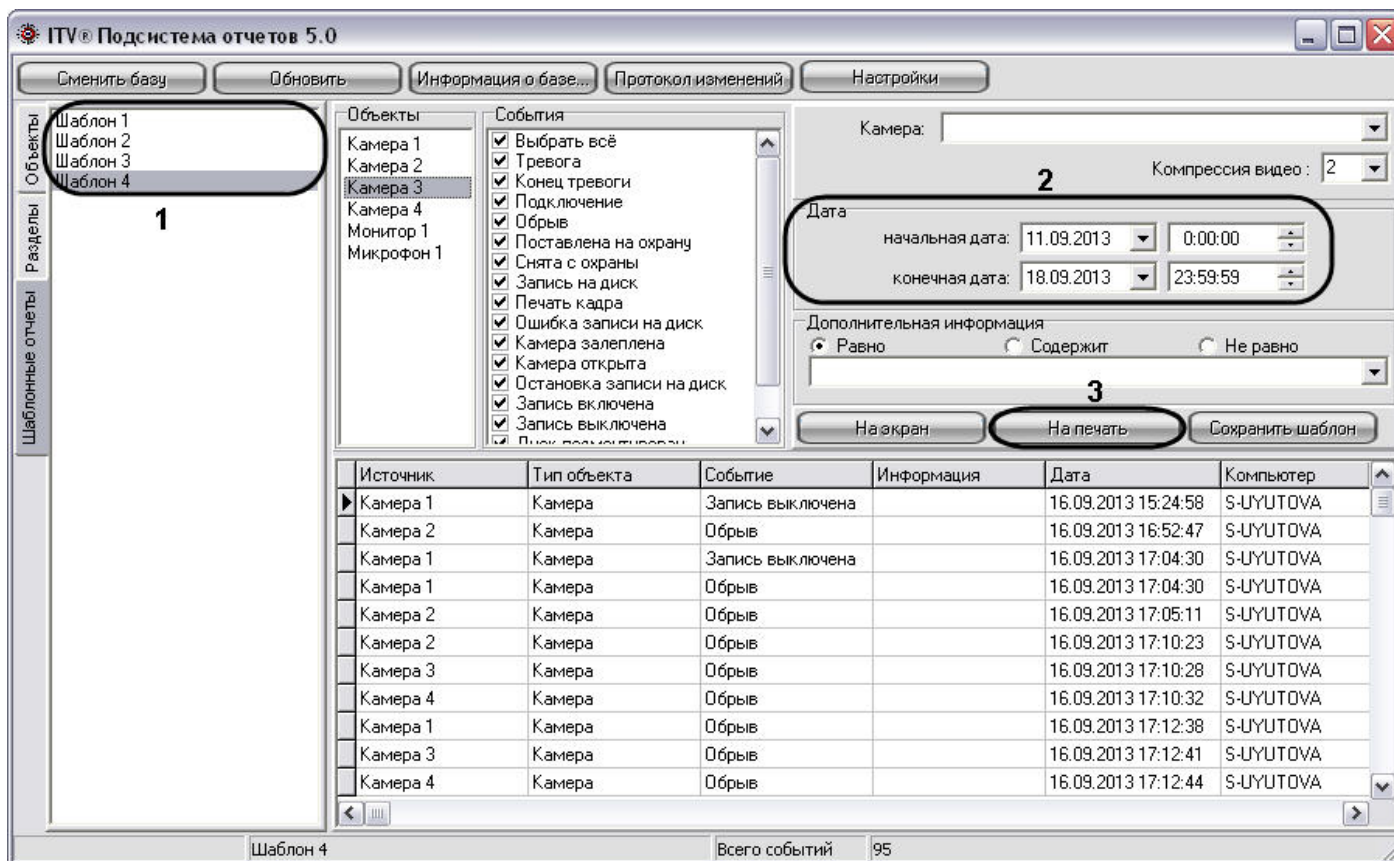 ITV® Подсистема отчетов 5.0
Сменить базу Обновить Информация о базе... Протокол изменений Настройки
Объекты
Разделы
Шаблонные отчеты
Шаблон 1
Шаблон 2
Шаблон 3
Шаблон 4
1
Объекты
Камера 1
Камера 2
Камера 3
Камера 4
Монитор 1
Микрофон 1
События
Выбрать всё
Тревога
Конец тревоги
Подключение
Обрыв
Поставлена на охрану
Снята с охраны
Запись на диск
Печать кадра
Ошибка записи на диск
Камера залеплена
Камера открыта
Остановка записи на диск
Запись включена
Запись выключена
Камера:
Компрессия видео : 2
2
Дата
начальная дата: 11.09.2013 0:00:00
конечная дата: 18.09.2013 23:59:59
Дополнительная информация
Равно Содержит Не равно
3
На экран На печать Сохранить шаблон
Источник Тип объекта Событие Информация Дата Компьютер
Камера 1 Камера Запись выключена 16.09.2013 15:24:58 S-UYUTOVA
Камера 2 Камера Обрыв 16.09.2013 16:52:47 S-UYUTOVA
Камера 1 Камера Запись выключена 16.09.2013 17:04:30 S-UYUTOVA
Камера 1 Камера Обрыв 16.09.2013 17:04:30 S-UYUTOVA
Камера 2 Камера Обрыв 16.09.2013 17:05:11 S-UYUTOVA
Камера 2 Камера Обрыв 16.09.2013 17:10:23 S-UYUTOVA
Камера 3 Камера Обрыв 16.09.2013 17:10:28 S-UYUTOVA
Камера 4 Камера Обрыв 16.09.2013 17:10:32 S-UYUTOVA
Камера 1 Камера Обрыв 16.09.2013 17:12:38 S-UYUTOVA
Камера 3 Камера Обрыв 16.09.2013 17:12:41 S-UYUTOVA
Камера 4 Камера Обрыв 16.09.2013 17:12:44 S-UYUTOVA
Шаблон 4 Всего событий 95